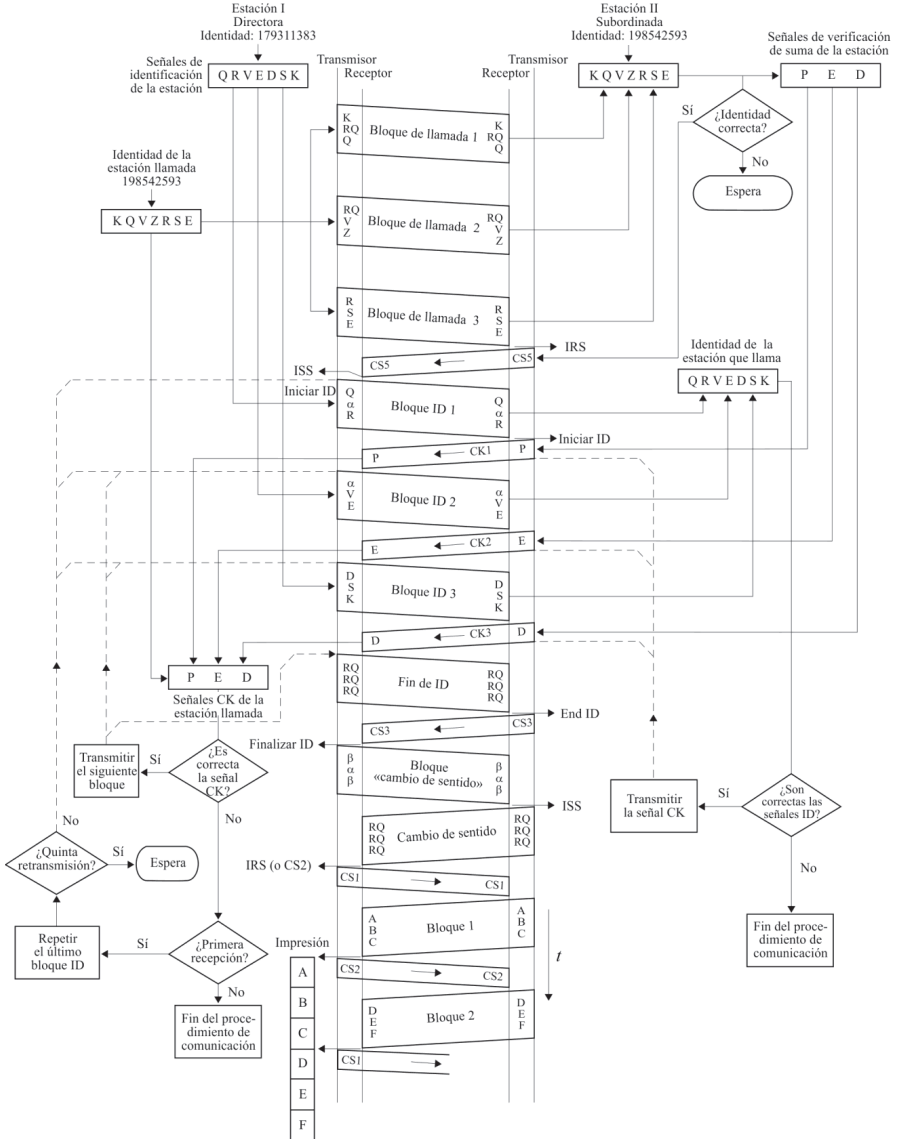 Estación I
Directora
Identidad: 179311383
Estación II
Subordinada
Identidad: 198542593
Señales de verificación
de suma de la estación
Señales de
identificación
de la estación
Q R V E D S K
Transmisor
Receptor
Transmisor
Receptor
K Q V Z R S E
P E D
K
RQ
Q
Bloque de llamada 1
K
RQ
Q
Sí
¿Identidad
correcta?
No
Espera
Identidad de la
estación llamada
198542593
K Q V Z R S E
RQ
V
Z
Bloque de llamada 2
RQ
V
Z
R
S
E
Bloque de llamada 3
R
S
E
IRS
CS5
CS5
ISS
Identidad de la
estación que llama
Q R V E D S K
Iniciar ID
Q
α
R
Bloque ID 1
Q
α
R
Iniciar ID
P
CK1
P
α
V
E
Bloque ID 2
α
V
E
E
CK2
E
D
S
K
Bloque ID 3
D
S
K
D
CK3
D
P E D
Señales CK de la
estación llamada
RQ
RQ
RQ
Fin de ID
RQ
RQ
RQ
End ID
CS3
CS3
Finalizar ID
β
α
β
Bloque
«cambio de sentido»
β
α
β
ISS
Transmitir
el siguiente
bloque
Sí
¿Es
correcta
la señal
CK?
No
Transmitir
la señal CK
Sí
¿Son
correctas las
señales ID?
No
RQ
RQ
RQ
Cambio de sentido
RQ
RQ
RQ
IRS (o CS2)
CS1
CS1
No
¿Quinta
retransmisión?
Sí
Espera
A
B
C
Bloque 1
A
B
C
t
Fin del proce-
dimiento de
comunicación
Repetir
el último
bloque ID
Sí
¿Primera
recepción?
No
Fin del proce-
dimiento de
comunicación
Impresión
A
B
C
D
E
F
CS2
CS2
D
E
F
Bloque 2
D
E
F
CS1